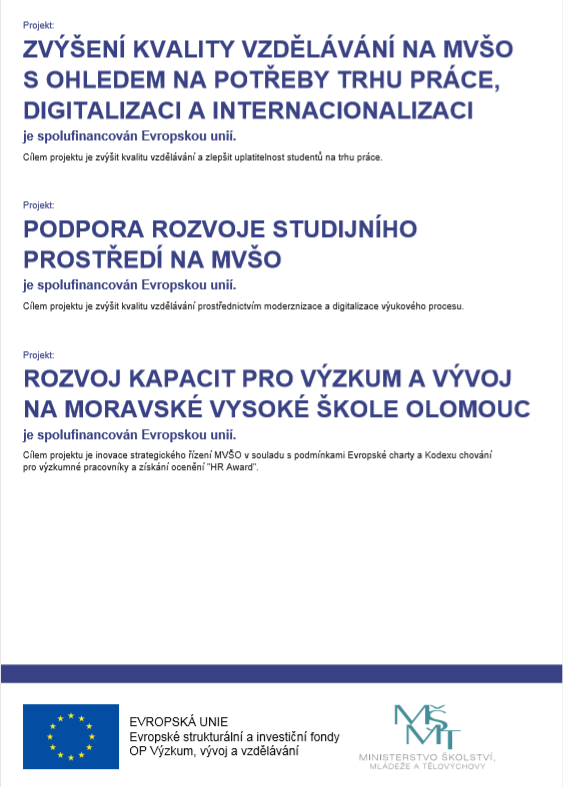 Projekt:
ZVÝŠENÍ KVALITY VZDĚLÁVÁNÍ NA MVŠO
S OHLEDEM NA POTŘEBY TRHU PRÁCE,
DIGITALIZACI A INTERNACIONALIZACI
je spolufinancován Evropskou unií.
Cílem projektu je zvýšit kvalitu vzdělávání a zlepšit uplatitelnost studentů na trhu práce.
Projekt:
PODPORA ROZVOJE STUDIJNÍHO
PROSTŘEDÍ NA MVŠO
je spolufinancován Evropskou unií.
Cílem projektu je zvýšit kvalitu vzdělávání prostřednictvím moderznizace a digitalizace výukového procesu.
Projekt:
ROZVOJ KAPACIT PRO VÝZKUM A VÝVOJ
NA MORAVSKÉ VYSOKÉ ŠKOLE OLOMOUC
je spolufinancován Evropskou unií.
Cílem projektu je inovace strategického řízení MVŠO v souladu s podmínkami Evropské charty a Kodexu chování
pro výzkumné pracovníky a získání ocenění "HR Award".
EVROPSKÁ UNIE
Evropské strukturální a investiční fondy
OP Výzkum, vývoj a vzdělávání
MŠMT
MINISTERSTVO ŠKOLSTVÍ,
MLÁDEŽE A TĚLOVÝCHOVY